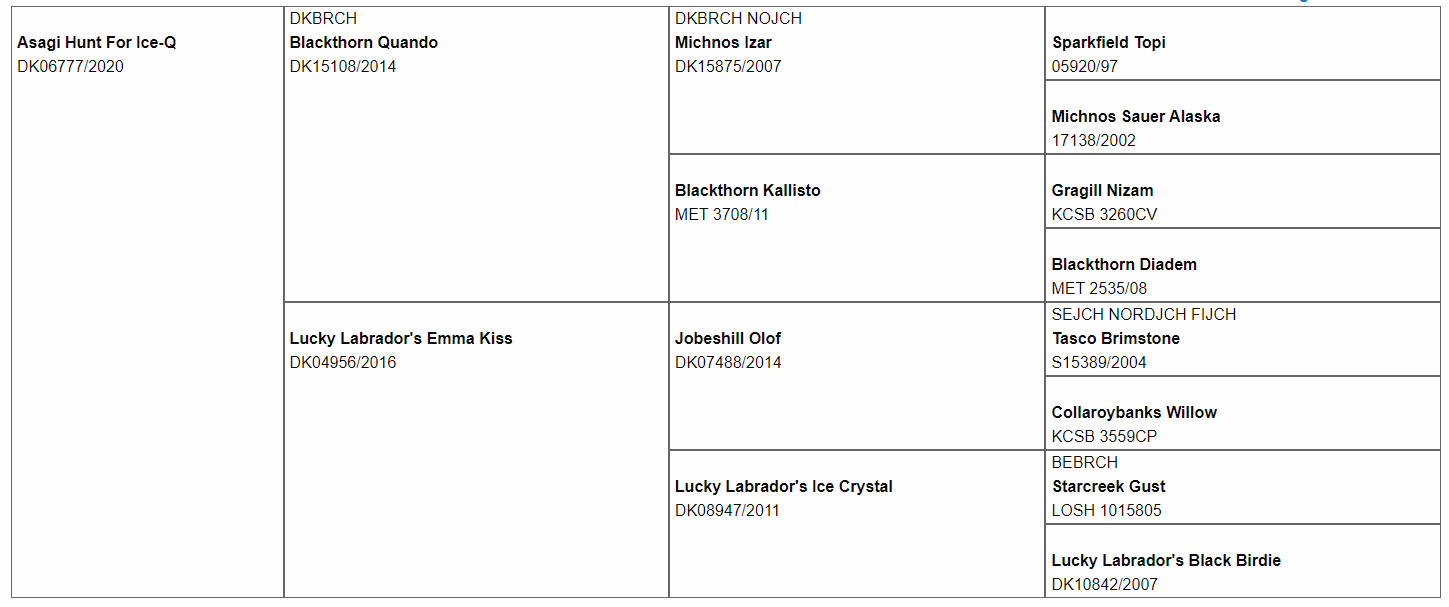 Asagi Hunt For Ice-Q
DK06777/2020
DKBRCH
Blackthorn Quando
DK15108/2014
DKBRCH NOJCH
Michnos Izar
DK15875/2007
Sparkfield Topi
05920/97
Michnos Sauer Alaska
17138/2002
Blackthorn Kallisto
MET 3708/11
Gragill Nizam
KCSB 3260CV
Blackthorn Diadem
MET 2535/08
Lucky Labrador's Emma Kiss
DK04956/2016
Jobeshill Olof
DK07488/2014
SEJCH NORDJCH FIJCH
Tasco Brimstone
S15389/2004
Collaroybanks Willow
KCSB 3559CP
Lucky Labrador's Ice Crystal
DK08947/2011
BEBRCH
Starcreek Gust
LOSH 1015805
Lucky Labrador's Black Birdie
DK10842/2007